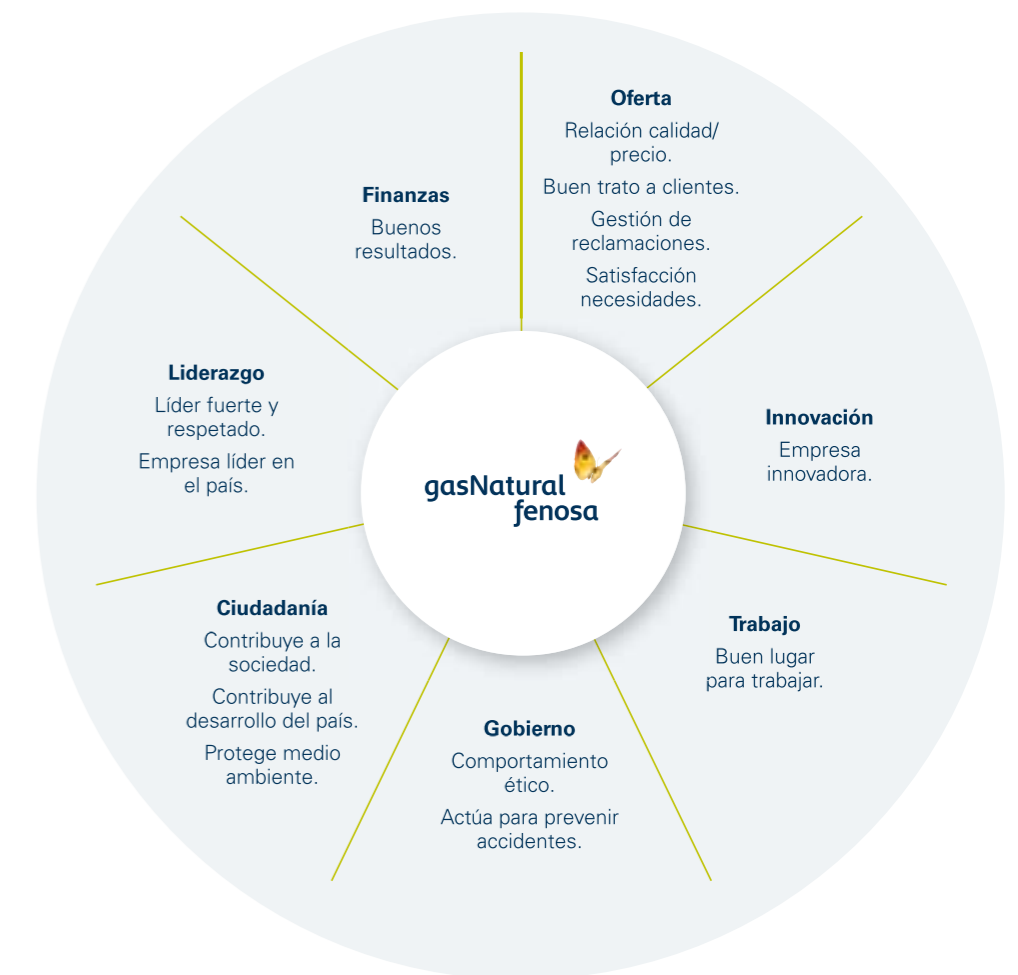 Oferta
Relación calidad/
precio.
Buen trato a clientes.
Gestión de
reclamaciones.
Satisfacción
necesidades.
Innovación
Empresa
innovadora.
Trabajo
Buen lugar
para trabajar.
Gobierno
Comportamiento
ético.
Actúa para prevenir
accidentes.
Ciudadanía
Contribuye a la
sociedad.
Contribuye al
desarrollo del país.
Protege medio
ambiente.
Liderazgo
Líder fuerte y
respetado.
Empresa líder en
el país.
Finanzas
Buenos
resultados.
gasNatural
fenosa